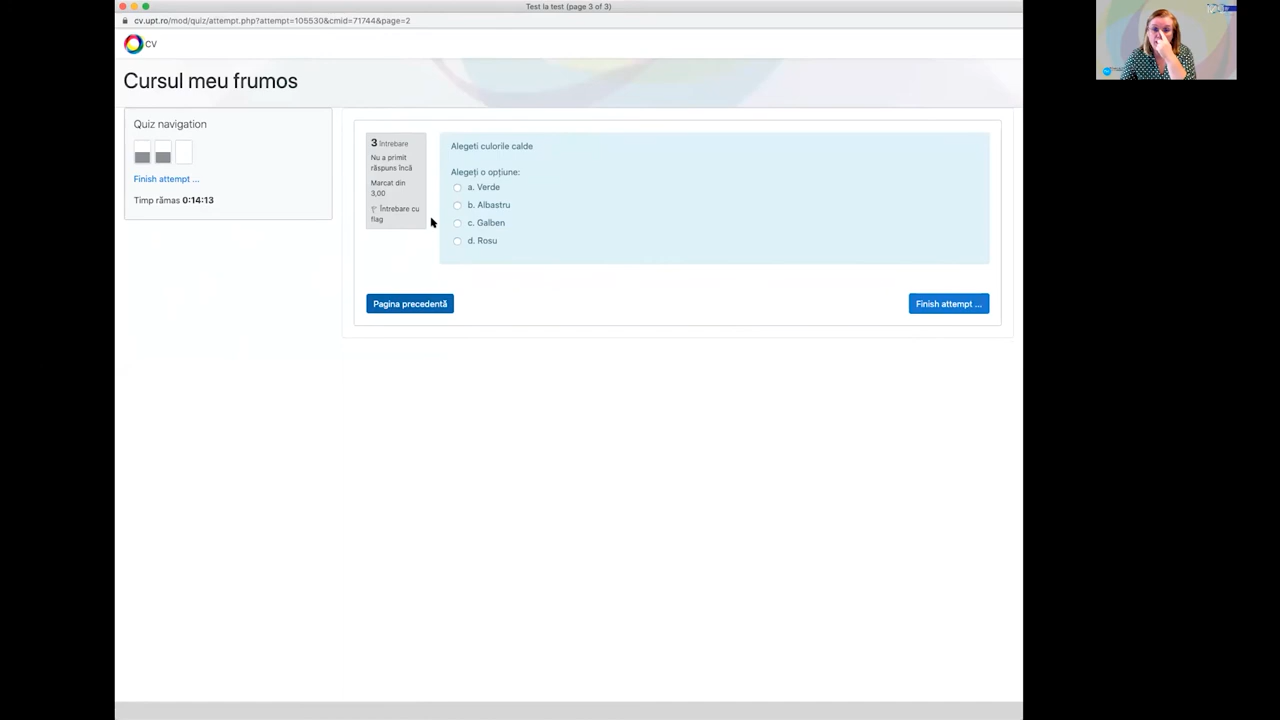 Test la test (page 3 of 3)
cv.upt.ro/mod/quiz/attempt.php?attempt=105530&cmid=71744&page=2
CV
Cursul meu frumos
Quiz navigation
Finish attempt ...
Timp rămas 0:14:13
3 întrebare
Nu a primit
răspuns încă
Marcat din
3,00
Întrebare cu
flag
Alegeti culorile calde
Alegeți o opțiune:
a. Verde
b. Albastru
c. Galben
d. Rosu
Pagina precedentă
Finish attempt ...